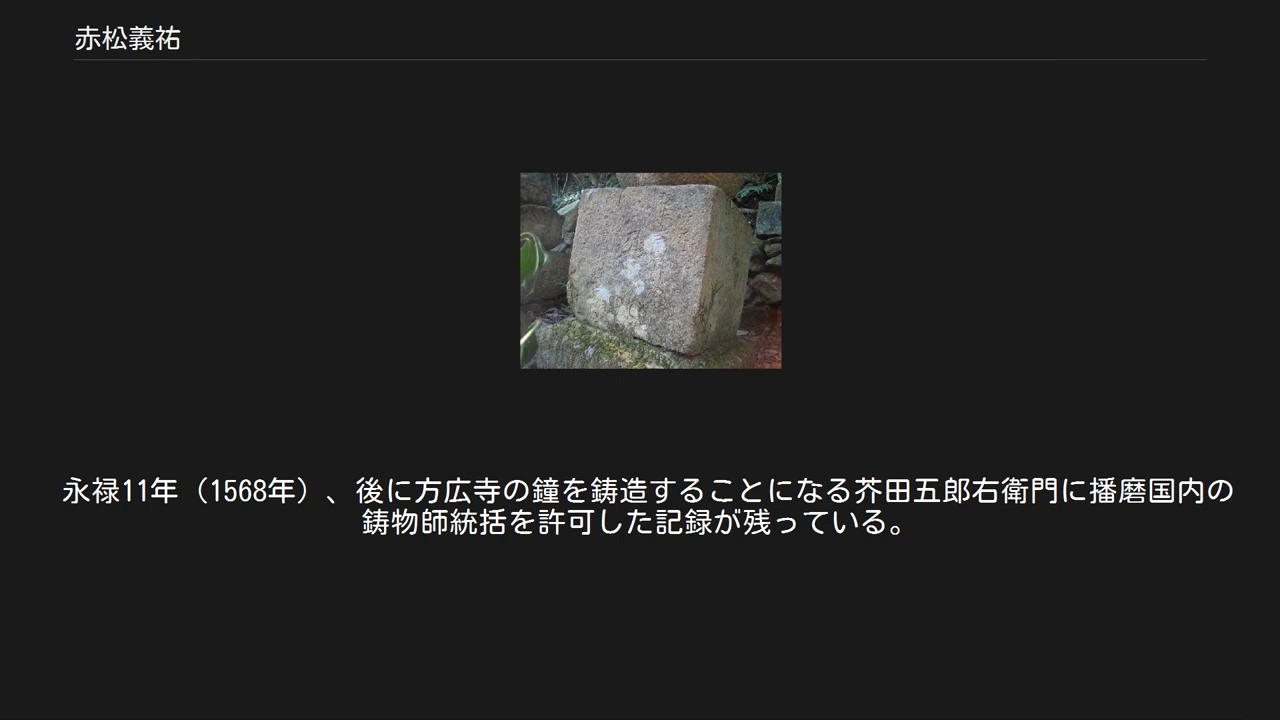 赤松義祐
永禄11年（1568年）、後に方広寺の鐘を鋳造することになる芥田五郎右衛門に播磨国内の
鋳物師統括を許可した記録が残っている。